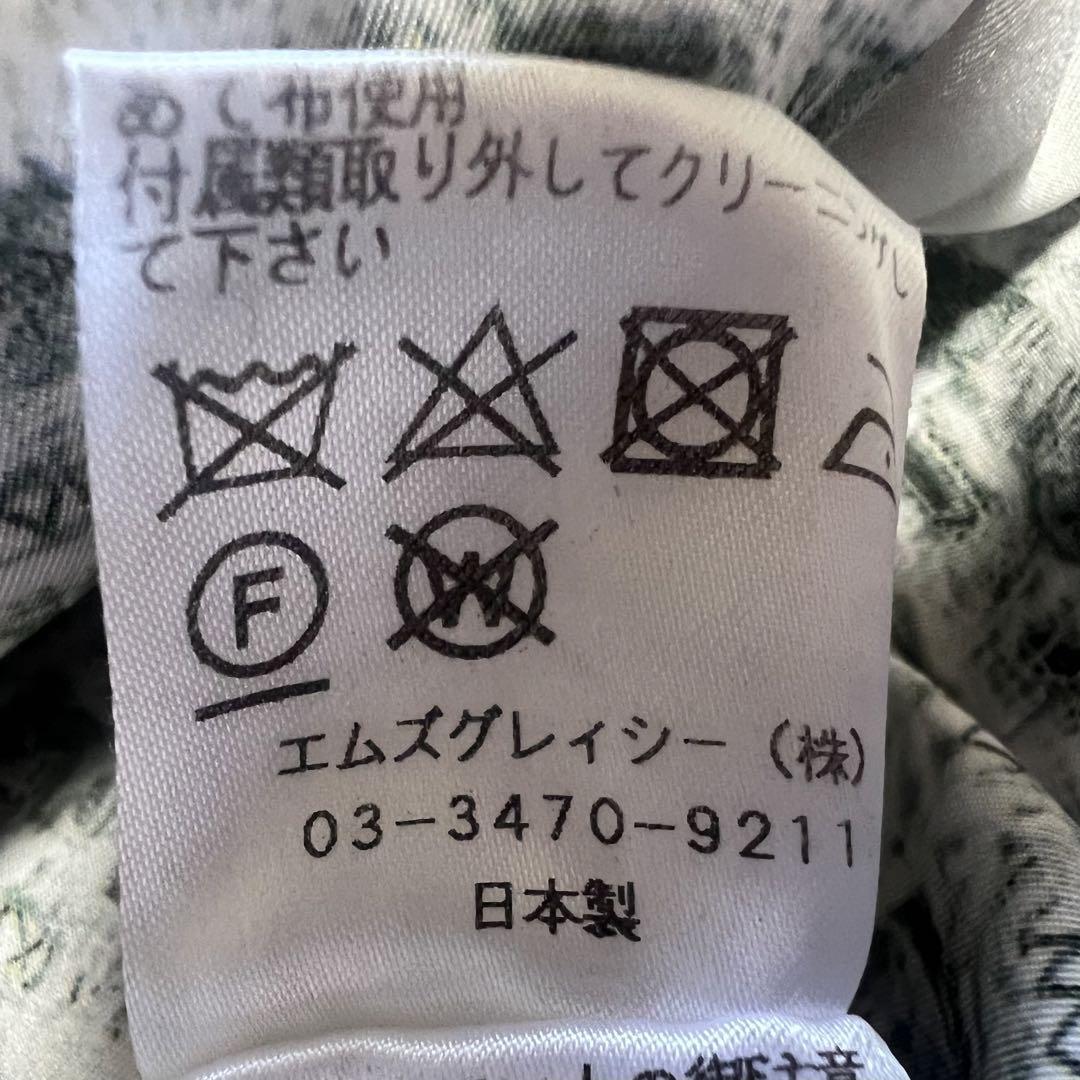 あて布使用
付属類取り外してクリーニングし
て下さい
F
W
エムズグレイシー(株)
03-3470-9211
日本製